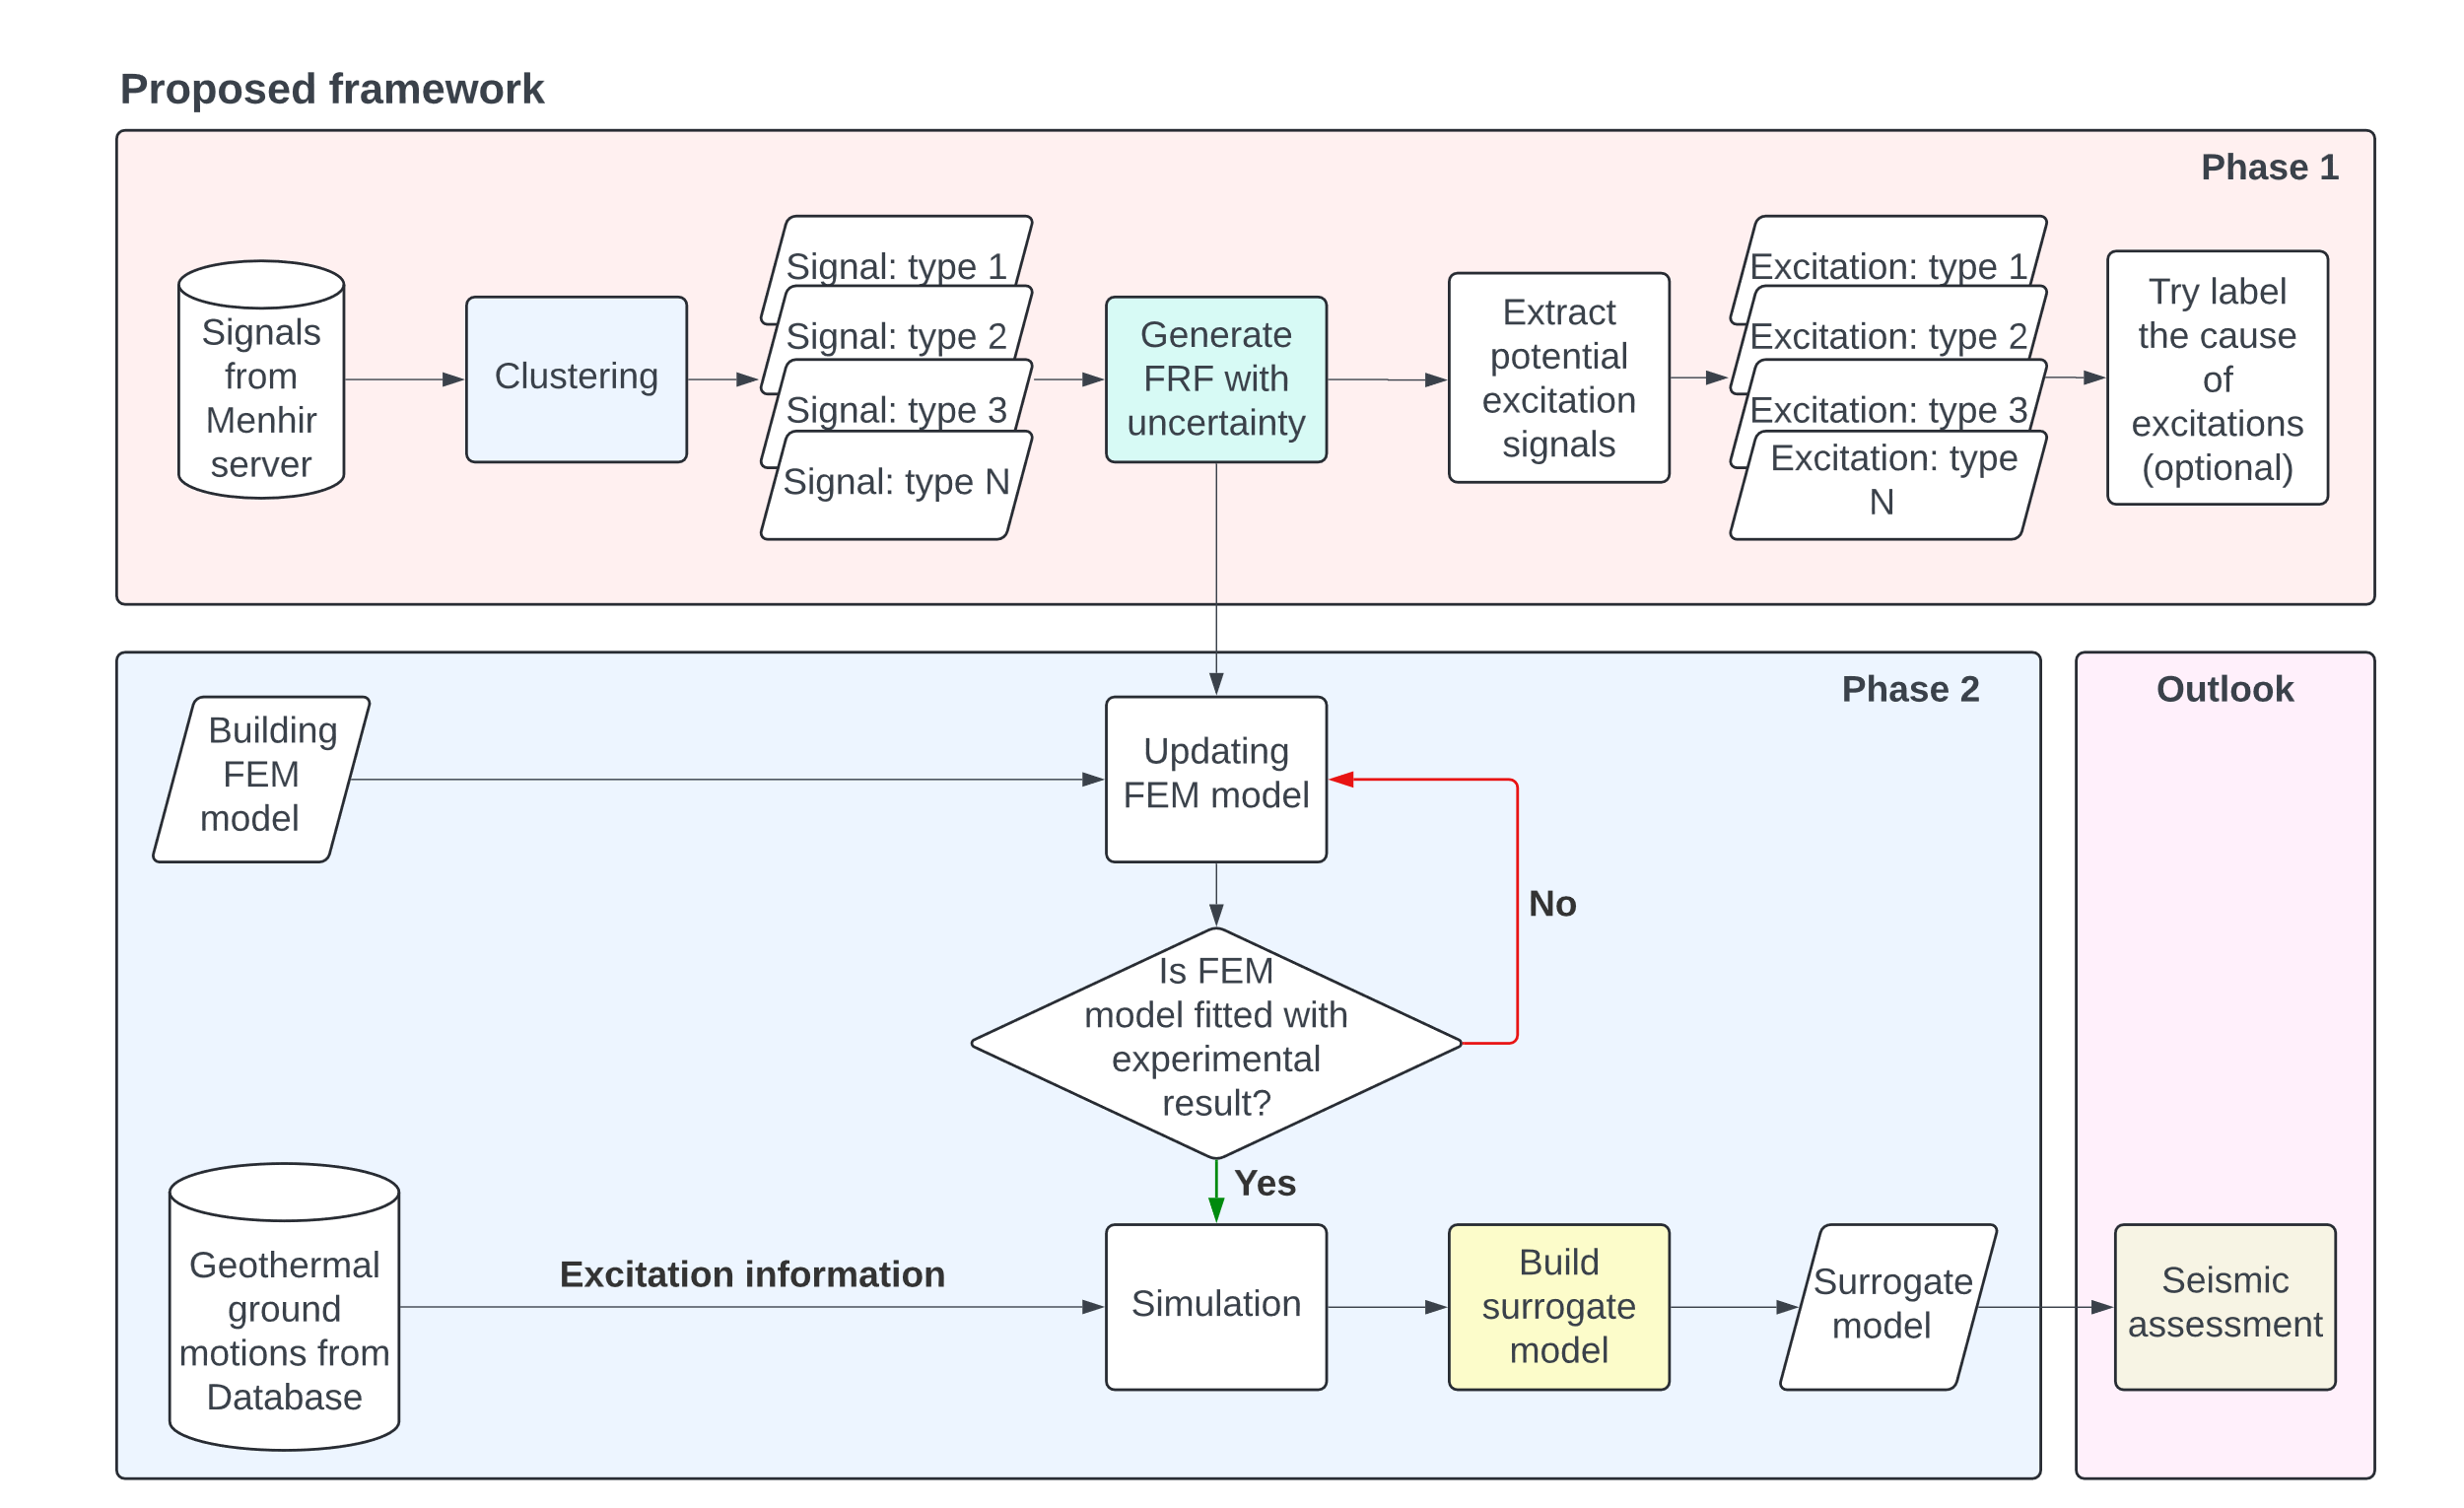 Proposed framework
Phase 1
Signals
from
Menhir
server
Clustering
Signal: type 1
Signal: type 2
Signal: type 3
Signal: type N
Generate
FRF with
uncertainty
Extract
potential
excitation
signals
Excitation: type 1
Excitation: type 2
Excitation: type 3
Excitation: type
N
Try label
the cause
of
excitations
(optional)
Phase 2
Building
FEM
model
Updating
FEM model
No
Is FEM
model fitted with
experimental
result?
Yes
Geothermal
ground
motions from
Database
Excitation information
Simulation
Build
surrogate
model
Surrogate
model
Outlook
Seismic
assessment